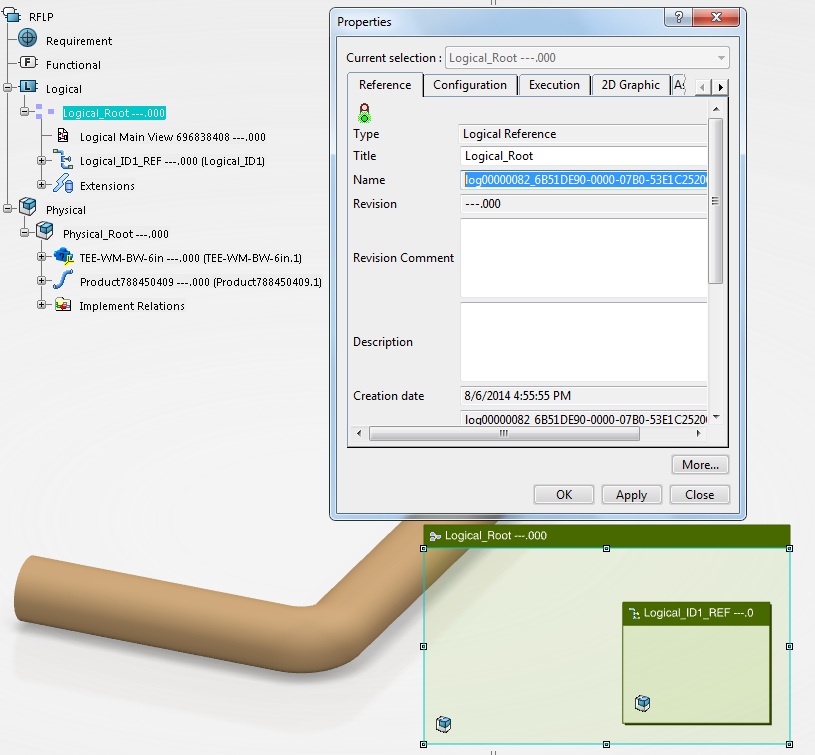 RFLP
Requirement
F Functional
L Logical
Logical_Root ---.000
Logical Main View 696838408 ---.000
Logical_ID1_REF ---.000 (Logical_ID1)
Extensions
Physical
Physical_Root ---.000
TEE-WM-BW-6in ---.000 (TEE-WM-BW-6in.1)
Product788450409 ---.000 (Product788450409.1)
Implement Relations
Properties
Current selection : Logical_Root ---.000
Reference Configuration Execution 2D Graphic
Type Logical Reference
Title Logical_Root
Name log00000082_6B51DE90-0000-07B0-53E1C2520
Revision ---.000
Revision Comment
Description
Creation date 8/6/2014 4:55:55 PM
log00000082_6B51DE90-0000-07B0-53E1C2520
More...
OK Apply Close
Logical_Root ---.000
Logical_ID1_REF ---.0